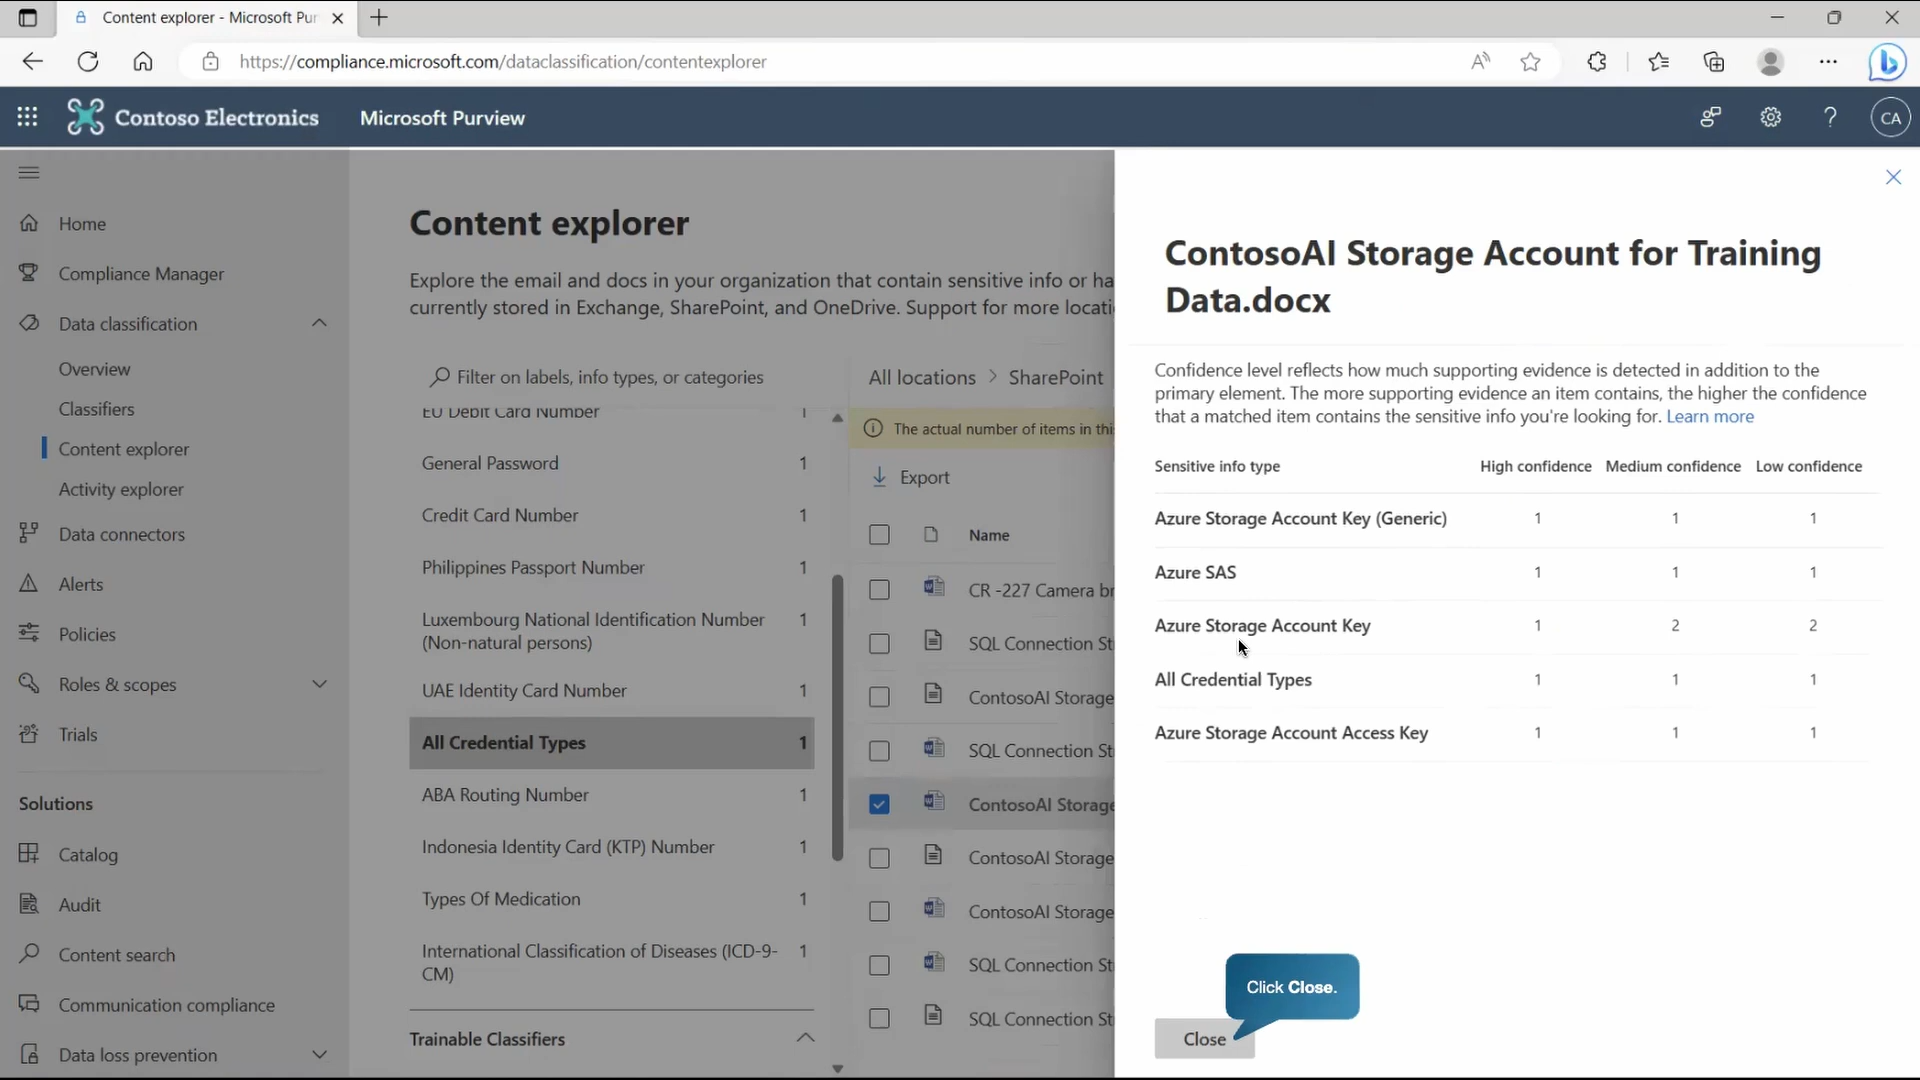 Content explorer - Microsoft Pur
https://compliance.microsoft.com/dataclassification/contentexplorer
Contoso Electronics
Microsoft Purview
CA
Home
Compliance Manager
Data classification
Overview
Classifiers
Content explorer
Activity explorer
Data connectors
Alerts
Policies
Roles & scopes
Trials
Solutions
Catalog
Audit
Content search
Communication compliance
Data loss prevention
Content explorer
Explore the email and docs in your organization that contain sensitive info or ha
currently stored in Exchange, SharePoint, and OneDrive. Support for more locati
Filter on labels, info types, or categories
EU Debit Card Number 1
General Password 1
Credit Card Number 1
Philippines Passport Number 1
Luxembourg National Identification Number 1
(Non-natural persons)
UAE Identity Card Number 1
All Credential Types 1
ABA Routing Number 1
Indonesia Identity Card (KTP) Number 1
Types Of Medication 1
International Classification of Diseases (ICD-9- 1
CM)
Trainable Classifiers
All locations > SharePoint
The actual number of items in this
Export
Name
CR -227 Camera br
SQL Connection St
ContosoAI Storage
SQL Connection St
ContosoAI Storage
ContosoAI Storage
ContosoAI Storage
SQL Connection St
SQL Connection St
ContosoAI Storage Account for Training
Data.docx
Confidence level reflects how much supporting evidence is detected in addition to the
primary element. The more supporting evidence an item contains, the higher the confidence
that a matched item contains the sensitive info you're looking for. Learn more
Sensitive info type High confidence Medium confidence Low confidence
Azure Storage Account Key (Generic) 1 1 1
Azure SAS 1 1 1
Azure Storage Account Key 1 2 2
All Credential Types 1 1 1
Azure Storage Account Access Key 1 1 1
Click Close.
Close